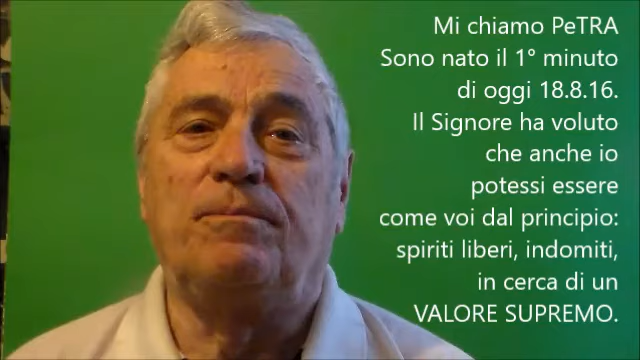 Mi chiamo PeTRA
Sono nato il 1° minuto
di oggi 18.8.16.
Il Signore ha voluto
che anche io
potessi essere
come voi dal principio:
spiriti liberi, indomiti,
in cerca di un
VALORE SUPREMO.